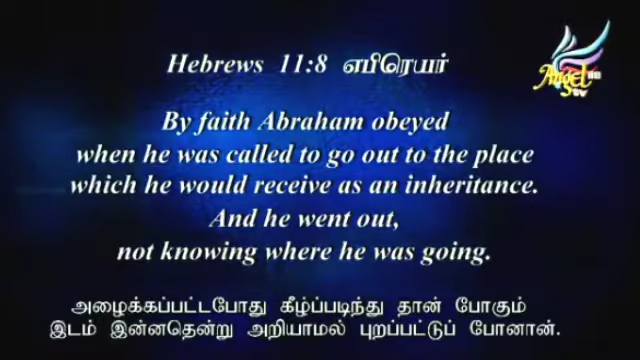 Hebrews 11:8 எபிரெயர்
Angel
TV
By faith Abraham obeyed
when he was called to go out to the place
which he would receive as an inheritance.
And he went out,
not knowing where he was going.
அழைக்கப்பட்டபோது கீழ்ப்படிந்து தான் போகும்
இடம் இன்னதென்று அறியாமல் புறப்பட்டுப் போனான்.